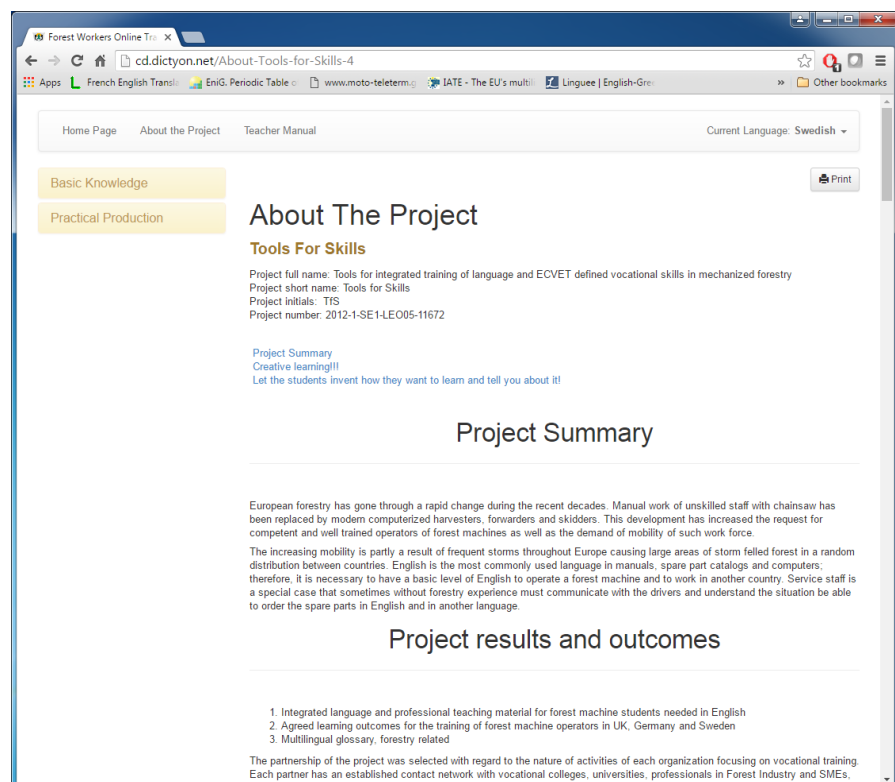 Forest Workers Online Tra
cd.dictyon.net/About-Tools-for-Skills-4
Apps French English Transla EniG. Periodic Table o www.moto-teleterm.g IATE - The EU's multili Linguee | English-Gre » Other bookmarks
Home Page About the Project Teacher Manual Current Language: Swedish
Print
Basic Knowledge
Practical Production
About The Project
Tools For Skills
Project full name: Tools for integrated training of language and ECVET defined vocational skills in mechanized forestry
Project short name: Tools for Skills
Project initials: TfS
Project number: 2012-1-SE1-LEO05-11672
Project Summary
Creative learning!!!
Let the students invent how they want to learn and tell you about it!
Project Summary
European forestry has gone through a rapid change during the recent decades. Manual work of unskilled staff with chainsaw has
been replaced by modern computerized harvesters, forwarders and skidders. This development has increased the request for
competent and well trained operators of forest machines as well as the demand of mobility of such work force.
The increasing mobility is partly a result of frequent storms throughout Europe causing large areas of storm felled forest in a random
distribution between countries. English is the most commonly used language in manuals, spare part catalogs and computers;
therefore, it is necessary to have a basic level of English to operate a forest machine and to work in another country. Service staff is
a special case that sometimes without forestry experience must communicate with the drivers and understand the situation be able
to order the spare parts in English and in another language.
Project results and outcomes
1. Integrated language and professional teaching material for forest machine students needed in English
2. Agreed learning outcomes for the training of forest machine operators in UK, Germany and Sweden
3. Multilingual glossary, forestry related
The partnership of the project was selected with regard to the nature of activities of each organization focusing on vocational training.
Each partner has an established contact network with vocational colleges, universities, professionals in Forest Industry and SMEs,